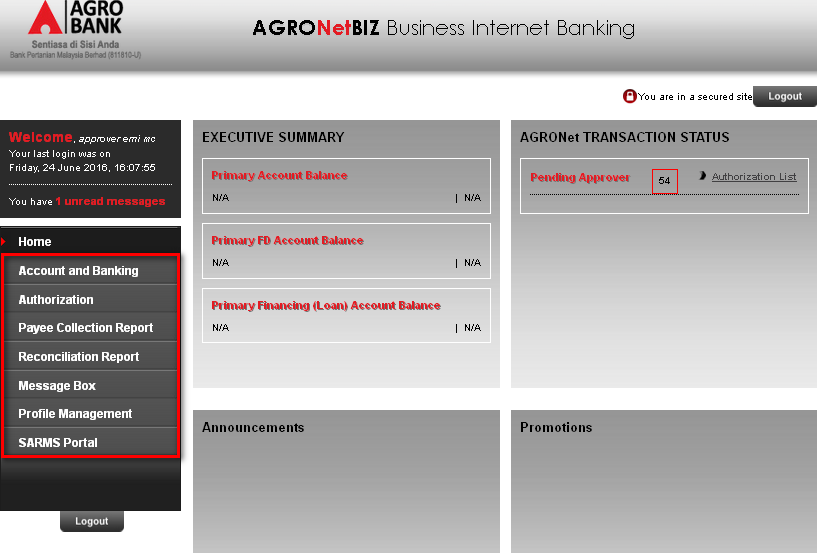 AGRO
BANK
Sentiasa di Sisi Anda
Bank Pertanian Malaysia Berhad (811810-U)
AGRONetBIZ Business Internet Banking
You are in a secured site
Logout
Welcome, approver emi mc
Your last login was on
Friday, 24 June 2016, 16:07:55
You have 1 unread messages
Home
Account and Banking
Authorization
Payee Collection Report
Reconciliation Report
Message Box
Profile Management
SARMS Portal
Logout
EXECUTIVE SUMMARY
Primary Account Balance
N/A | N/A
Primary FD Account Balance
N/A | N/A
Primary Financing (Loan) Account Balance
N/A | N/A
AGRONet TRANSACTION STATUS
Pending Approver 54 Authorization List
Announcements
Promotions